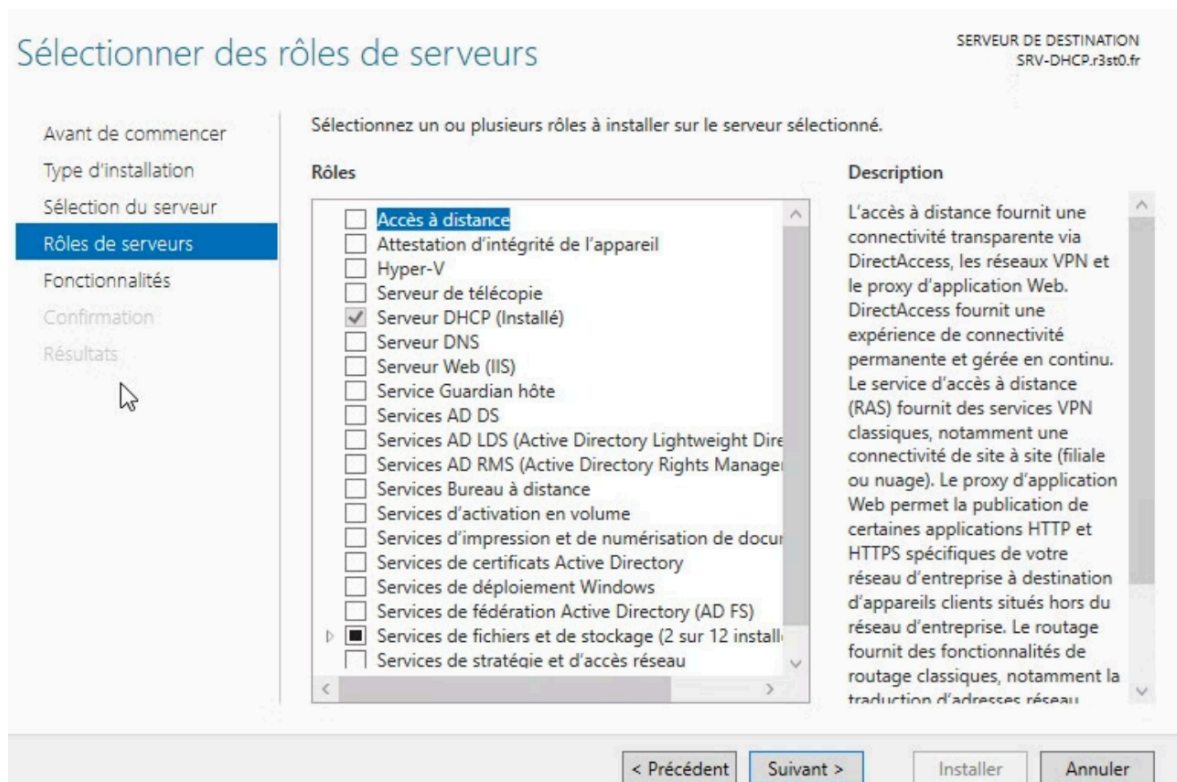 Sélectionner des rôles de serveurs
SERVEUR DE DESTINATION
SRV-DHCP.r3st0.fr
Avant de commencer
Type d'installation
Sélection du serveur
Rôles de serveurs
Fonctionnalités
Confirmation
Résultats
Sélectionnez un ou plusieurs rôles à installer sur le serveur sélectionné.
Rôles
Accès à distance
Attestation d'intégrité de l'appareil
Hyper-V
Serveur de télécopie
Serveur DHCP (Installé)
Serveur DNS
Serveur Web (IIS)
Service Guardian hôte
Services AD DS
Services AD LDS (Active Directory Lightweight Dire
Services AD RMS (Active Directory Rights Manage
Services Bureau à distance
Services d'activation en volume
Services d'impression et de numérisation de docu
Services de certificats Active Directory
Services de déploiement Windows
Services de fédération Active Directory (AD FS)
Services de fichiers et de stockage (2 sur 12 install
Services de stratégie et d'accès réseau
Description
L'accès à distance fournit une
connectivité transparente via
DirectAccess, les réseaux VPN et
le proxy d'application Web.
DirectAccess fournit une
expérience de connectivité
permanente et gérée en continu.
Le service d'accès à distance
(RAS) fournit des services VPN
classiques, notamment une
connectivité de site à site (filiale
ou nuage). Le proxy d'application
Web permet la publication de
certaines applications HTTP et
HTTPS spécifiques de votre
réseau d'entreprise à destination
d'appareils clients situés hors du
réseau d'entreprise. Le routage
fournit des fonctionnalités de
routage classiques, notamment la
traduction d'adresses réseau
< Précédent
Suivant >
Installer
Annuler